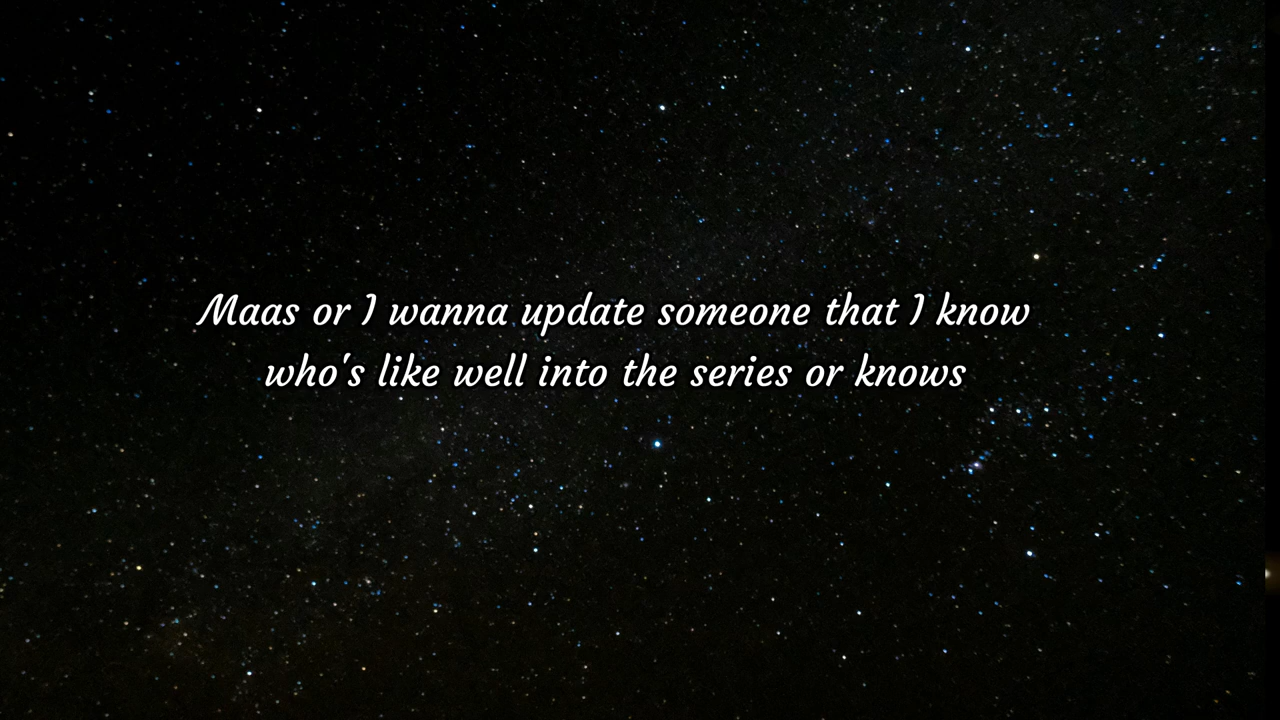 Maas or I wanna update someone that I know
who's like well into the series or knows